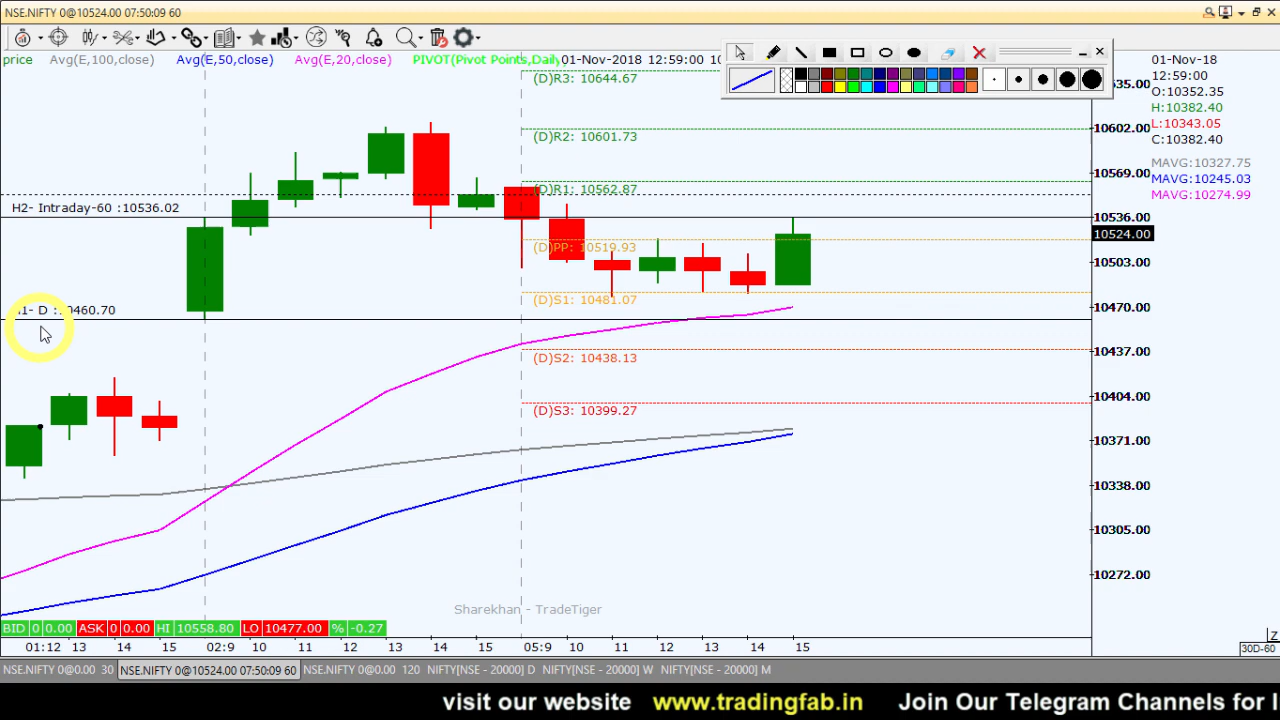 NSE.NIFTY 0@10524.00 07:50:09 60
price Avg(E,100,close) Avg(E,50,close) Avg(E,20,close) PIVOT(Pivot Points,Daily 01-Nov-2018 12:59:00
01-Nov-18
12:59:00
O:10352.35
H:10382.40
L:10343.05
C:10382.40
MAVG:10327.75
MAVG:10245.03
MAVG:10274.99
(D)R3: 10644.67
(D)R2: 10601.73
(D)R1: 10562.87
H2- Intraday-60 :10536.02
(D)PP: 10519.93
(D)S1: 10481.07
(D)S2: 10438.13
(D)S3: 10399.27
635.00
10602.00
10569.00
10536.00
10524.00
10503.00
10470.00
10437.00
10404.00
10371.00
10338.00
10305.00
10272.00
Sharekhan - TradeTiger
BID 0 0.00 ASK 0 0.00 HI 10558.80 LO 10477.00 % -0.27
01:12 13 14 15 02:9 10 11 12 13 14 15 05:9 10 11 12 13 14 15
Z
30D-60
NSE.NIFTY 0@0.00 30 NSE.NIFTY 0@10524.00 07:50:09 60 NSE.NIFTY 0@0.00 120 NIFTY[NSE - 20000] D NIFTY[NSE - 20000] W NIFTY[NSE - 20000] M
visit our website www.tradingfab.in Join Our Telegram Channels for